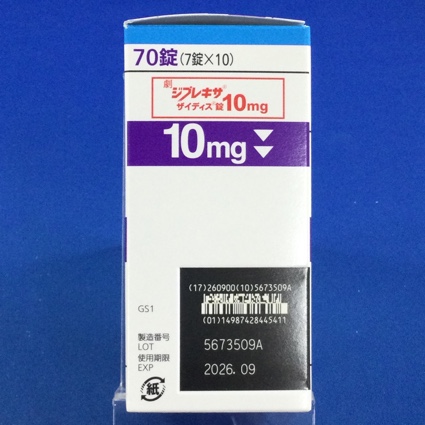 70錠(7錠×10)
劇 ジプレキサ®
ザイディス®錠10mg
10mg
(17)260900(10)5673509A
(01)14987428445411
GS1
製造番号
LOT 5673509A
使用期限
EXP 2026.09
紙